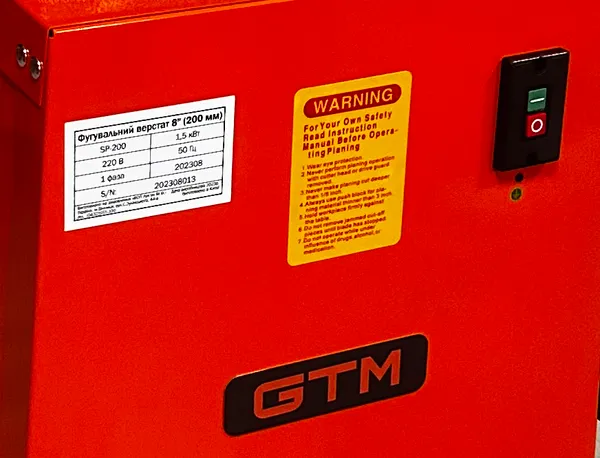 Фугувальний верстат 8" (200 мм)
SP-200 1,5 кВт
220 В 50 Гц
1 фаза 202308
S/N: 202308013
WARNING
For Your Own Safety
Read Instruction
Manual Before Opera-
ting Planing
1. Wear eye protection.
2. Never perform planing operation
with cutter head or drive guard
removed.
3. Never make planing cut deeper
than 1/8 inch.
4. Always use push block for pla-
ning material thinner than 3 inch.
5. Hold workpiece firmly against
the table.
6. Do not remove jammed cut-off
pieces until blade has stopped.
7. Do not operate while under
influence of drugs, alcohol, or
medication.
GTM